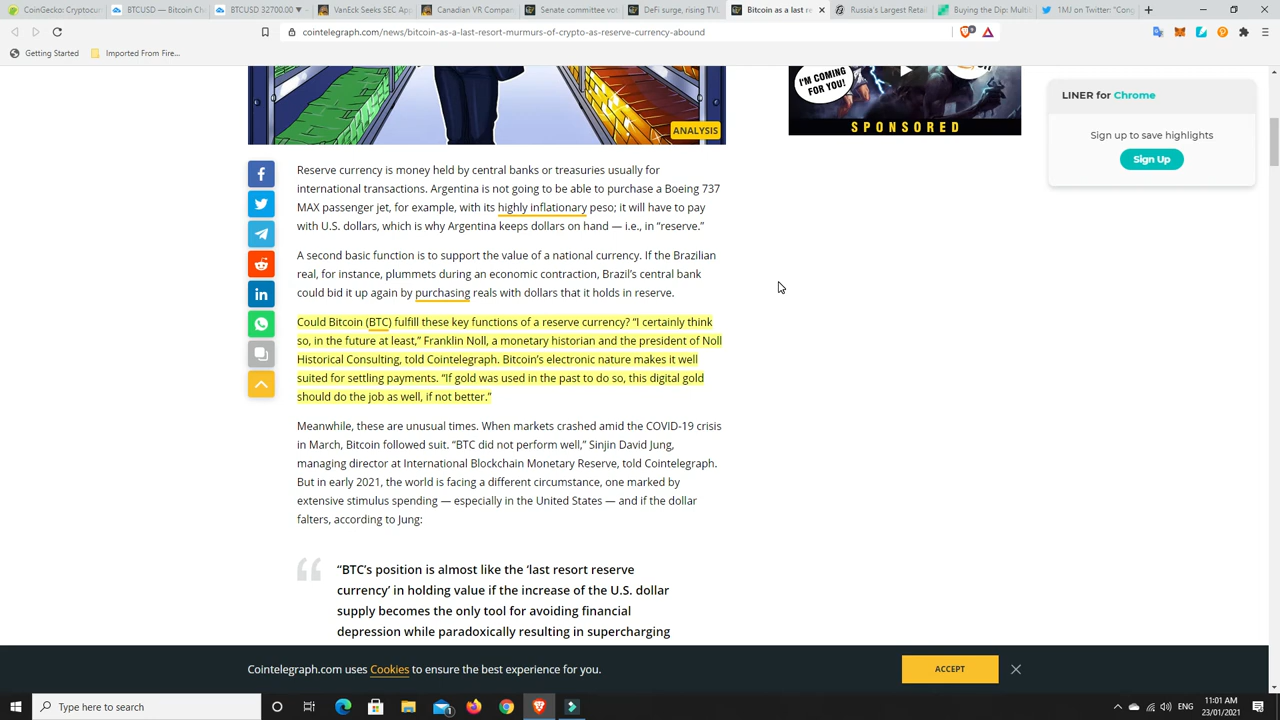 CoinGecko: Cryptocur
BTCUSD — Bitcoin Ch
BTCUSD 32700.00 ▼
VanEck Seeks SEC App
Canadian VR Compan
Senate committee vot
DeFi surge, rising TVL
Bitcoin as a last re
Russia's Largest Retail
Buying the Dip: Multi
1MJ on Twitter: "Cong
cointelegraph.com/news/bitcoin-as-a-last-resort-murmurs-of-crypto-as-reserve-currency-abound
Getting Started
Imported From Fire...
I'M COMING
FOR YOU!
SPONSORED
ANALYSIS
LINER for Chrome
Sign up to save highlights
Sign Up
Reserve currency is money held by central banks or treasuries usually for
international transactions. Argentina is not going to be able to purchase a Boeing 737
MAX passenger jet, for example, with its highly inflationary peso; it will have to pay
with U.S. dollars, which is why Argentina keeps dollars on hand — i.e., in “reserve.”
A second basic function is to support the value of a national currency. If the Brazilian
real, for instance, plummets during an economic contraction, Brazil’s central bank
could bid it up again by purchasing reals with dollars that it holds in reserve.
Could Bitcoin (BTC) fulfill these key functions of a reserve currency? “I certainly think
so, in the future at least,” Franklin Noll, a monetary historian and the president of Noll
Historical Consulting, told Cointelegraph. Bitcoin’s electronic nature makes it well
suited for settling payments. “If gold was used in the past to do so, this digital gold
should do the job as well, if not better.”
Meanwhile, these are unusual times. When markets crashed amid the COVID-19 crisis
in March, Bitcoin followed suit. “BTC did not perform well,” Sinjin David Jung,
managing director at International Blockchain Monetary Reserve, told Cointelegraph.
But in early 2021, the world is facing a different circumstance, one marked by
extensive stimulus spending — especially in the United States — and if the dollar
falters, according to Jung:
“BTC’s position is almost like the ‘last resort reserve
currency’ in holding value if the increase of the U.S. dollar
supply becomes the only tool for avoiding financial
depression while paradoxically resulting in supercharging
Cointelegraph.com uses Cookies to ensure the best experience for you.
ACCEPT
Type here to search
ENG
11:01 AM
23/01/2021